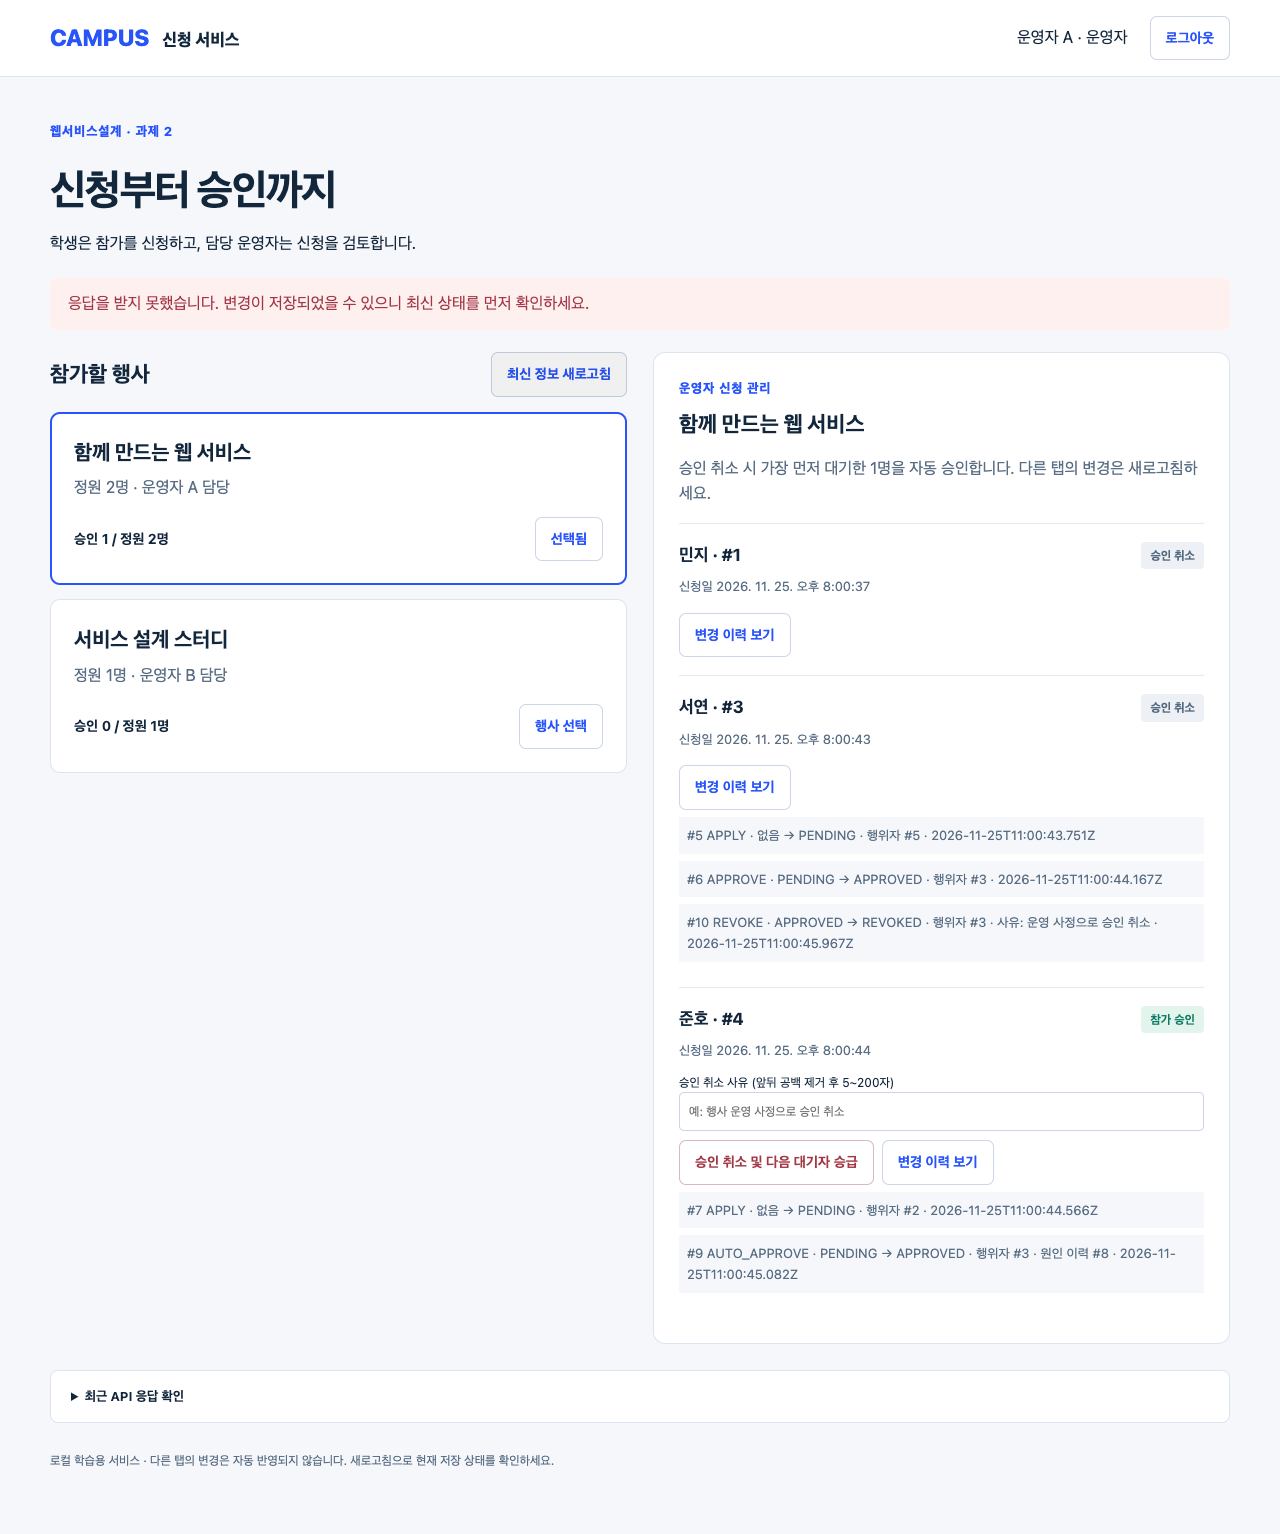 CAMPUS 신청 서비스
운영자 A · 운영자
로그아웃
웹서비스설계 · 과제 2
신청부터 승인까지
학생은 참가를 신청하고, 담당 운영자는 신청을 검토합니다.
응답을 받지 못했습니다. 변경이 저장되었을 수 있으니 최신 상태를 먼저 확인하세요.
참가할 행사
최신 정보 새로고침
함께 만드는 웹 서비스
정원 2명 · 운영자 A 담당
승인 1 / 정원 2명
선택됨
서비스 설계 스터디
정원 1명 · 운영자 B 담당
승인 0 / 정원 1명
행사 선택
운영자 신청 관리
함께 만드는 웹 서비스
승인 취소 시 가장 먼저 대기한 1명을 자동 승인합니다. 다른 탭의 변경은 새로고침하
세요.
민지 · #1
승인 취소
신청일 2026. 11. 25. 오후 8:00:37
변경 이력 보기
서연 · #3
승인 취소
신청일 2026. 11. 25. 오후 8:00:43
변경 이력 보기
#5 APPLY · 없음 → PENDING · 행위자 #5 · 2026-11-25T11:00:43.751Z
#6 APPROVE · PENDING → APPROVED · 행위자 #3 · 2026-11-25T11:00:44.167Z
#10 REVOKE · APPROVED → REVOKED · 행위자 #3 · 사유: 운영 사정으로 승인 취소 ·
2026-11-25T11:00:45.967Z
준호 · #4
참가 승인
신청일 2026. 11. 25. 오후 8:00:44
승인 취소 사유 (앞뒤 공백 제거 후 5~200자)
예: 행사 운영 사정으로 승인 취소
승인 취소 및 다음 대기자 승급
변경 이력 보기
#7 APPLY · 없음 → PENDING · 행위자 #2 · 2026-11-25T11:00:44.566Z
#9 AUTO_APPROVE · PENDING → APPROVED · 행위자 #3 · 원인 이력 #8 · 2026-11-
25T11:00:45.082Z
▶ 최근 API 응답 확인
로컬 학습용 서비스 · 다른 탭의 변경은 자동 반영되지 않습니다. 새로고침으로 현재 저장 상태를 확인하세요.